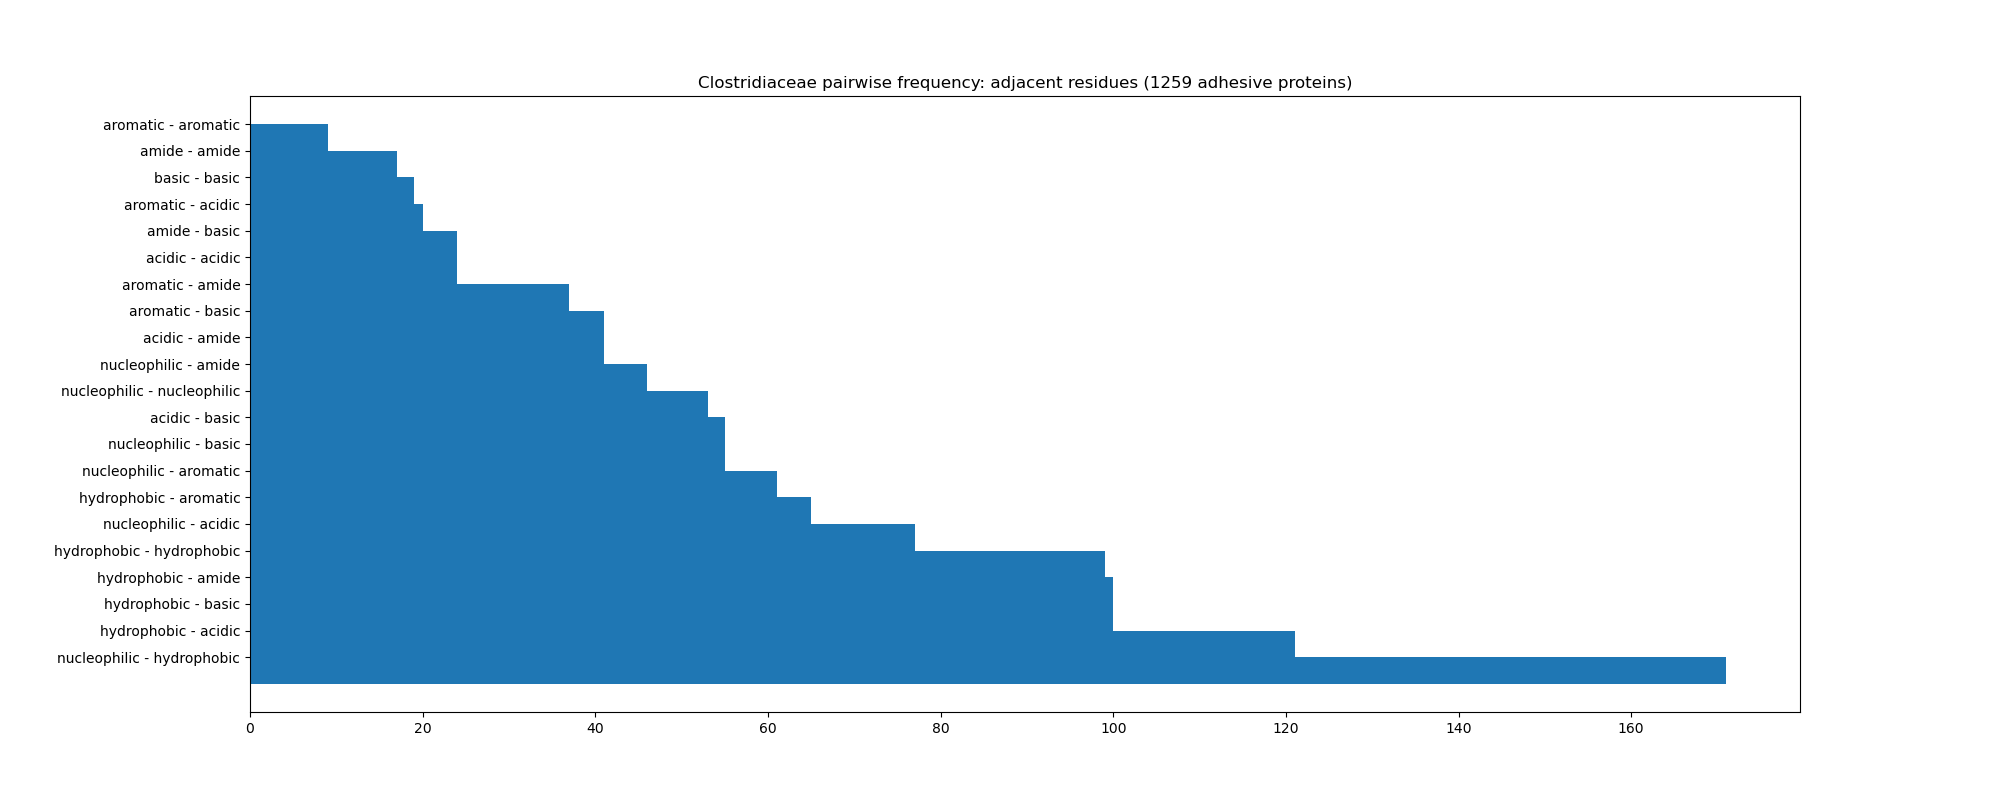 Clostridiaceae pairwise frequency: adjacent residues (1259 adhesive proteins)
aromatic - aromatic
amide - amide
basic - basic
aromatic - acidic
amide - basic
acidic - acidic
aromatic - amide
aromatic - basic
acidic - amide
nucleophilic - amide
nucleophilic - nucleophilic
acidic - basic
nucleophilic - basic
nucleophilic - aromatic
hydrophobic - aromatic
nucleophilic - acidic
hydrophobic - hydrophobic
hydrophobic - amide
hydrophobic - basic
hydrophobic - acidic
nucleophilic - hydrophobic
0 20 40 60 80 100 120 140 160